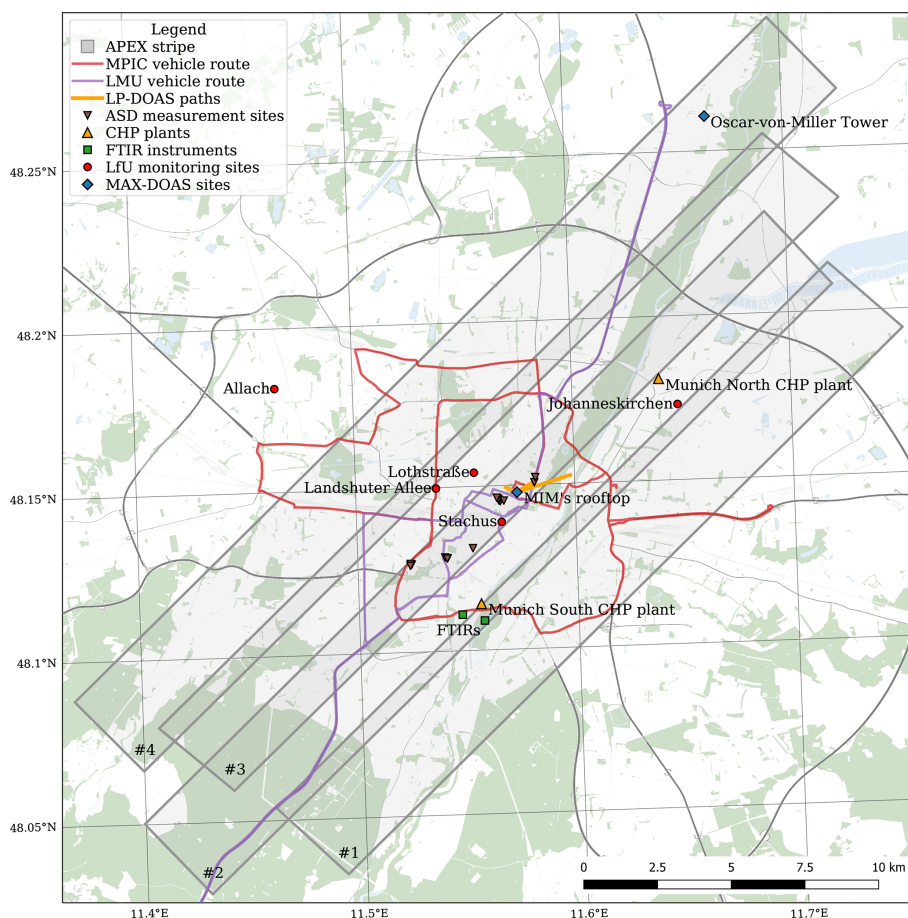 Legend
APEX stripe
MPIC vehicle route
LMU vehicle route
LP-DOAS paths
ASD measurement sites
CHP plants
FTIR instruments
LfU monitoring sites
MAX-DOAS sites
Oscar-von-Miller Tower
48.25°N
48.2°N
Munich North CHP plant
Allach
Johanneskirchen
Lothstraße
Landshuter Allee
48.15°N
MIM's rooftop
Stachus
Munich South CHP plant
FTIRs
48.1°N
#4
#3
48.05°N
#1
#2
0 2.5 5 7.5 10 km
11.4°E 11.5°E 11.6°E 11.7°E